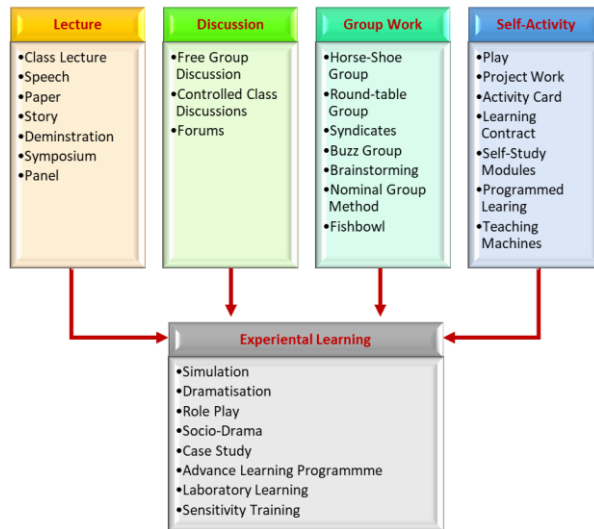 Lecture
•Class Lecture
•Speech
•Paper
•Story
•Deminstration
•Symposium
•Panel
Discussion
•Free Group
Discussion
•Controlled Class
Discussions
•Forums
Group Work
•Horse-Shoe
Group
•Round-table
Group
•Syndicates
•Buzz Group
•Brainstorming
•Nominal Group
Method
•Fishbowl
Self-Activity
•Play
•Project Work
•Activity Card
•Learning
Contract
•Self-Study
Modules
•Programmed
Learing
•Teaching
Machines
Experiental Learning
•Simulation
•Dramatisation
•Role Play
•Socio-Drama
•Case Study
•Advance Learning Programmme
•Laboratory Learning
•Sensitivity Training